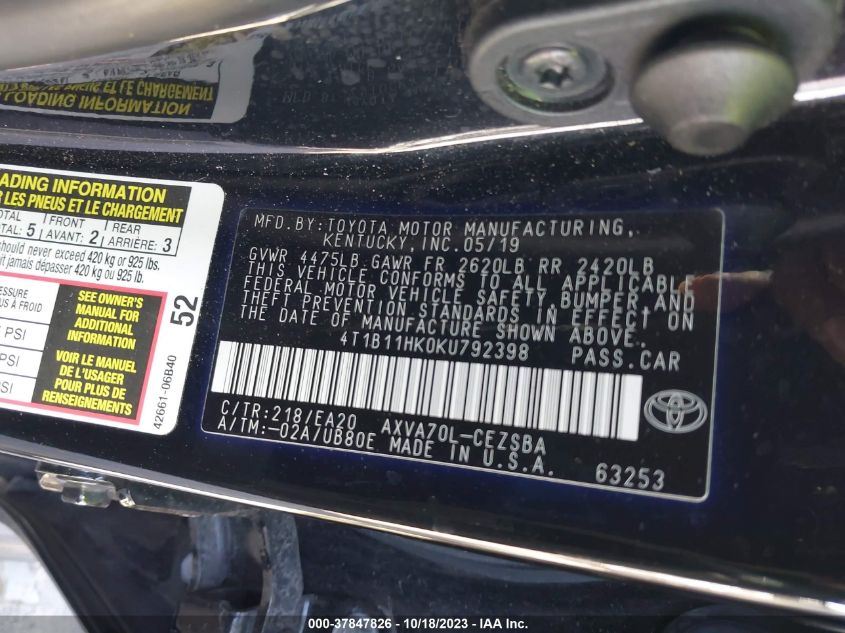 LOADING INFORMATION
ADING INFORMATION
R LES PNEUS ET LE CHARGEMENT
OTAL FRONT REAR
TAL: 5 AVANT: 2 ARRIÈRE: 3
should never exceed 420 kg or 925 lbs.
it jamais dépasser 420 kg ou 925 lb.
SEE OWNER'S
MANUAL FOR
ADDITIONAL
INFORMATION
VOIR LE MANUEL
DE L'USAGER
POUR PLUS DE
RENSEIGNEMENTS
PSI
PSI
52
42661-06B40
MFD.BY:TOYOTA MOTOR MANUFACTURING,
KENTUCKY, INC.05/19
GVWR 4475LB GAWR FR 2620LB RR 2420LB
THIS VEHICLE CONFORMS TO ALL APPLICABLE
FEDERAL MOTOR VEHICLE SAFETY, BUMPER AND
THEFT PREVENTION STANDARDS IN EFFECT ON
THE DATE OF MANUFACTURE SHOWN ABOVE.
4T1B11HK0KU792398 PASS.CAR
C/TR:218/EA20 AXVA70L-CEZSBA
A/TM:-02A/UB80E MADE IN U.S.A.
63253
000-37847826 | 10/18/2023 | Copyright © IAA, LLC